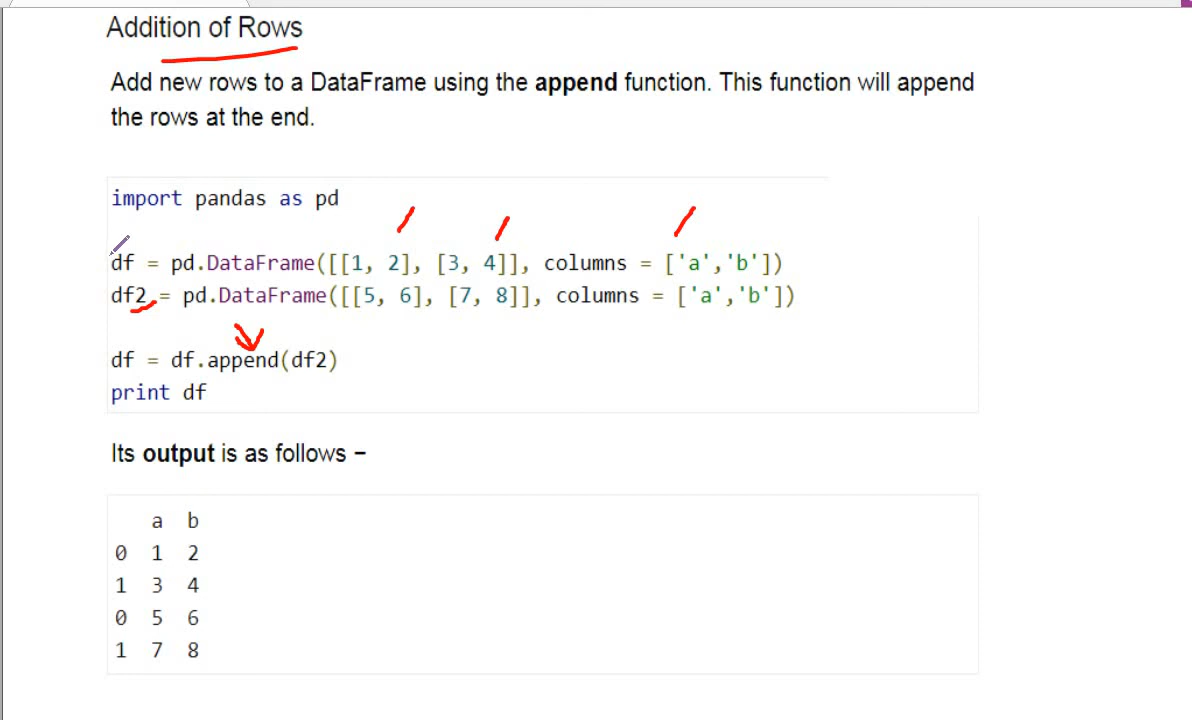 Addition of Rows
Add new rows to a DataFrame using the append function. This function will append
the rows at the end.
import pandas as pd
df = pd.DataFrame([[1, 2], [3, 4]], columns = ['a','b'])
df2 = pd.DataFrame([[5, 6], [7, 8]], columns = ['a','b'])
df = df.append(df2)
print df
Its output is as follows −
a b
0 1 2
1 3 4
0 5 6
1 7 8